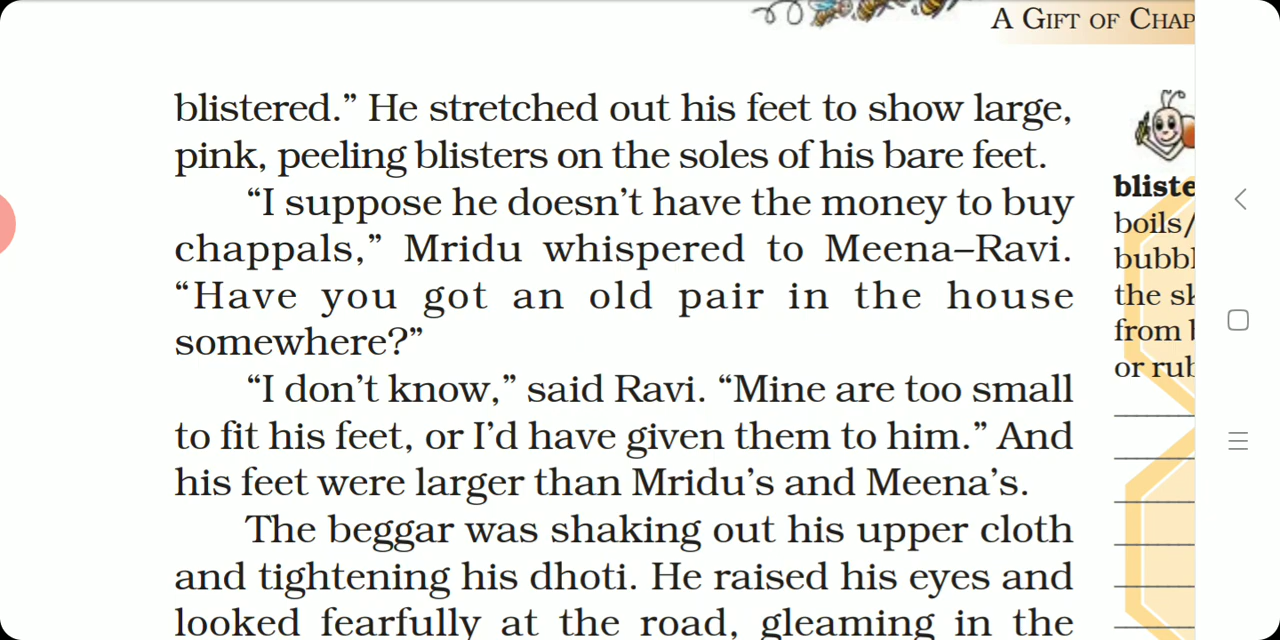 A GIFT OF CHAP
blistered.” He stretched out his feet to show large,
pink, peeling blisters on the soles of his bare feet.
“I suppose he doesn’t have the money to buy
chappals,” Mridu whispered to Meena–Ravi.
“Have you got an old pair in the house
somewhere?”
“I don’t know,” said Ravi. “Mine are too small
to fit his feet, or I’d have given them to him.” And
his feet were larger than Mridu’s and Meena’s.
The beggar was shaking out his upper cloth
and tightening his dhoti. He raised his eyes and
looked fearfully at the road, gleaming in the
bliste
boils/
bubbl
the sk
from b
or rub